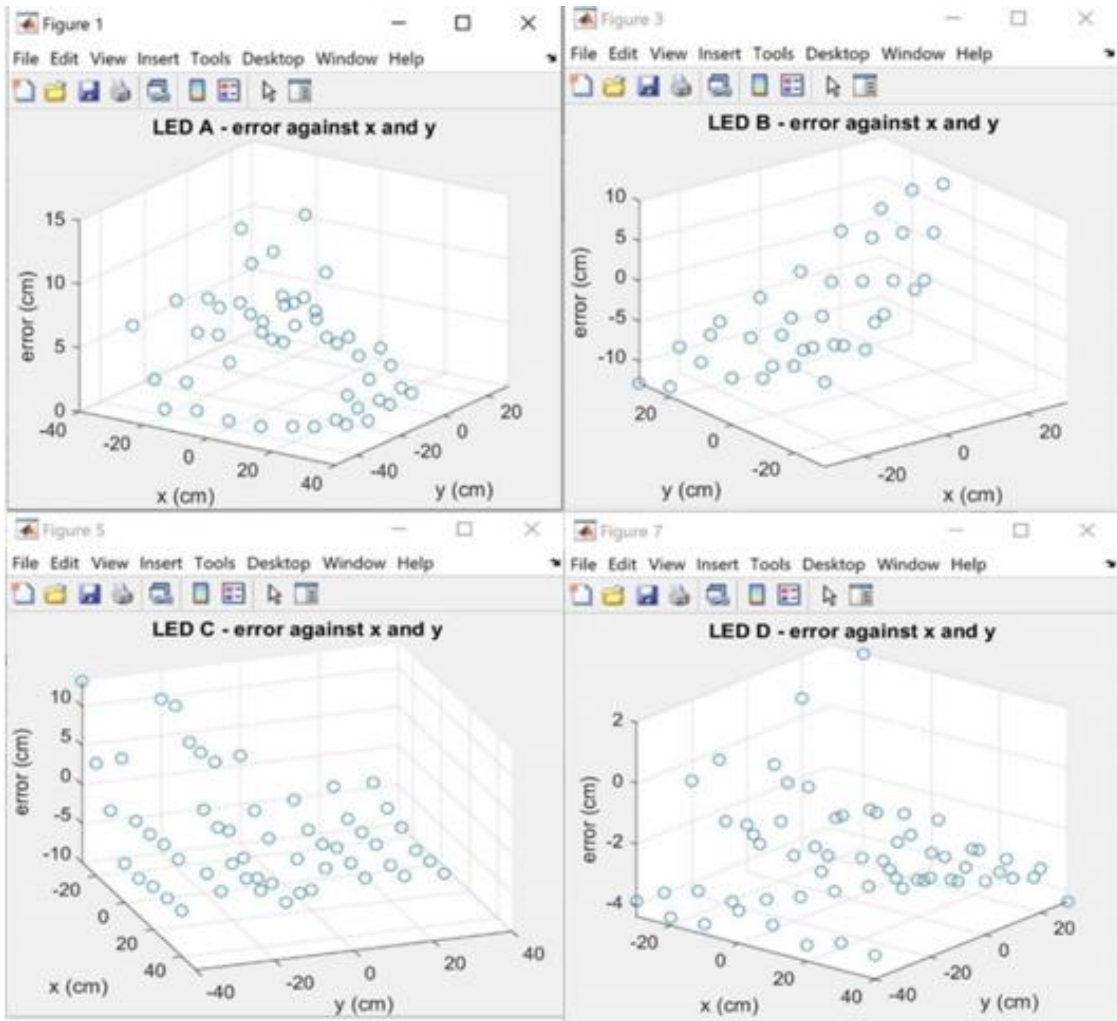 Figure 1
File Edit View Insert Tools Desktop Window Help
LED A - error against x and y
15
10
5
0
error (cm)
-40
-20
0
20
40
x (cm)
-40
-20
0
20
y (cm)
Figure 3
File Edit View Insert Tools Desktop Window Help
LED B - error against x and y
10
5
0
-5
-10
error (cm)
20
0
-20
y (cm)
-20
0
20
x (cm)
Figure 5
File Edit View Insert Tools Desktop Window Help
LED C - error against x and y
10
5
0
-5
-10
error (cm)
-20
0
20
40
x (cm)
-40
-20
0
20
40
y (cm)
Figure 7
File Edit View Insert Tools Desktop Window Help
LED D - error against x and y
2
0
-2
-4
error (cm)
-20
0
20
40
x (cm)
-40
-20
0
20
y (cm)